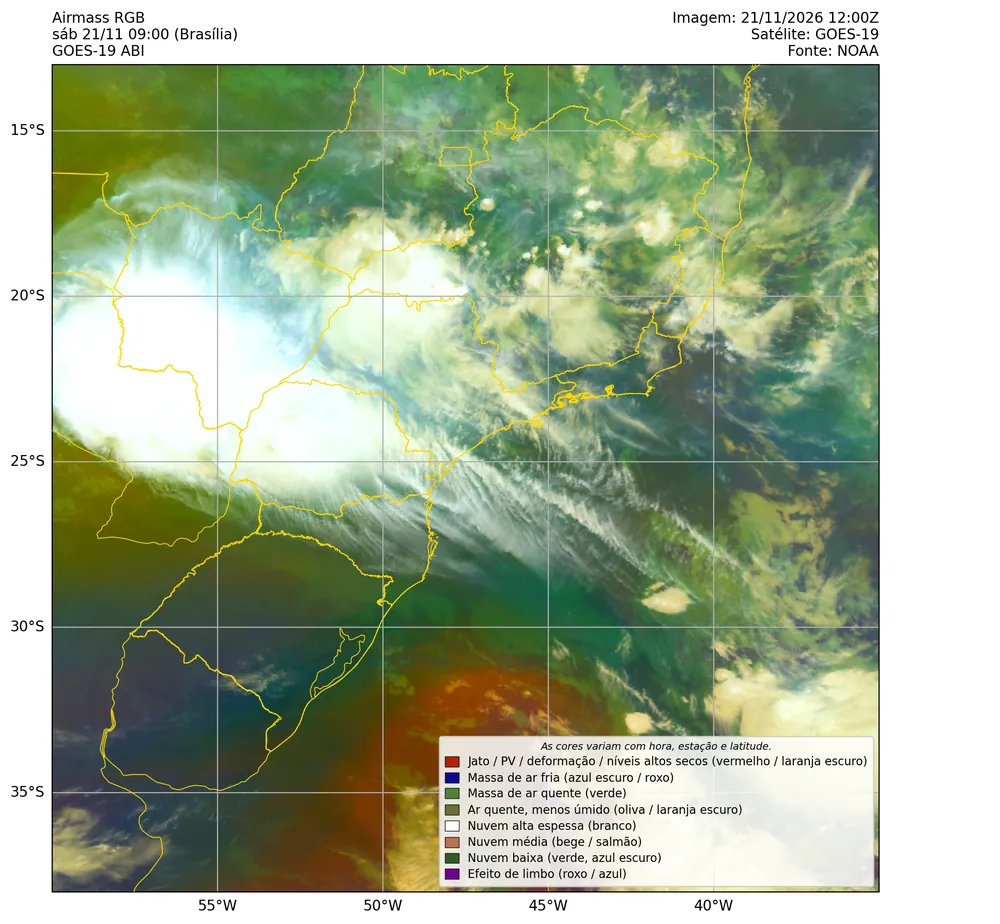 Airmass RGB
sáb 21/11 09:00 (Brasília)
GOES-19 ABI
Imagem: 21/11/2026 12:00Z
Satélite: GOES-19
Fonte: NOAA
15°S
20°S
25°S
30°S
35°S
55°W
50°W
45°W
40°W
As cores variam com hora, estação e latitude.
Jato / PV / deformação / níveis altos secos (vermelho / laranja escuro)
Massa de ar fria (azul escuro / roxo)
Massa de ar quente (verde)
Ar quente, menos úmido (oliva / laranja escuro)
Nuvem alta espessa (branco)
Nuvem média (bege / salmão)
Nuvem baixa (verde, azul escuro)
Efeito de limbo (roxo / azul)